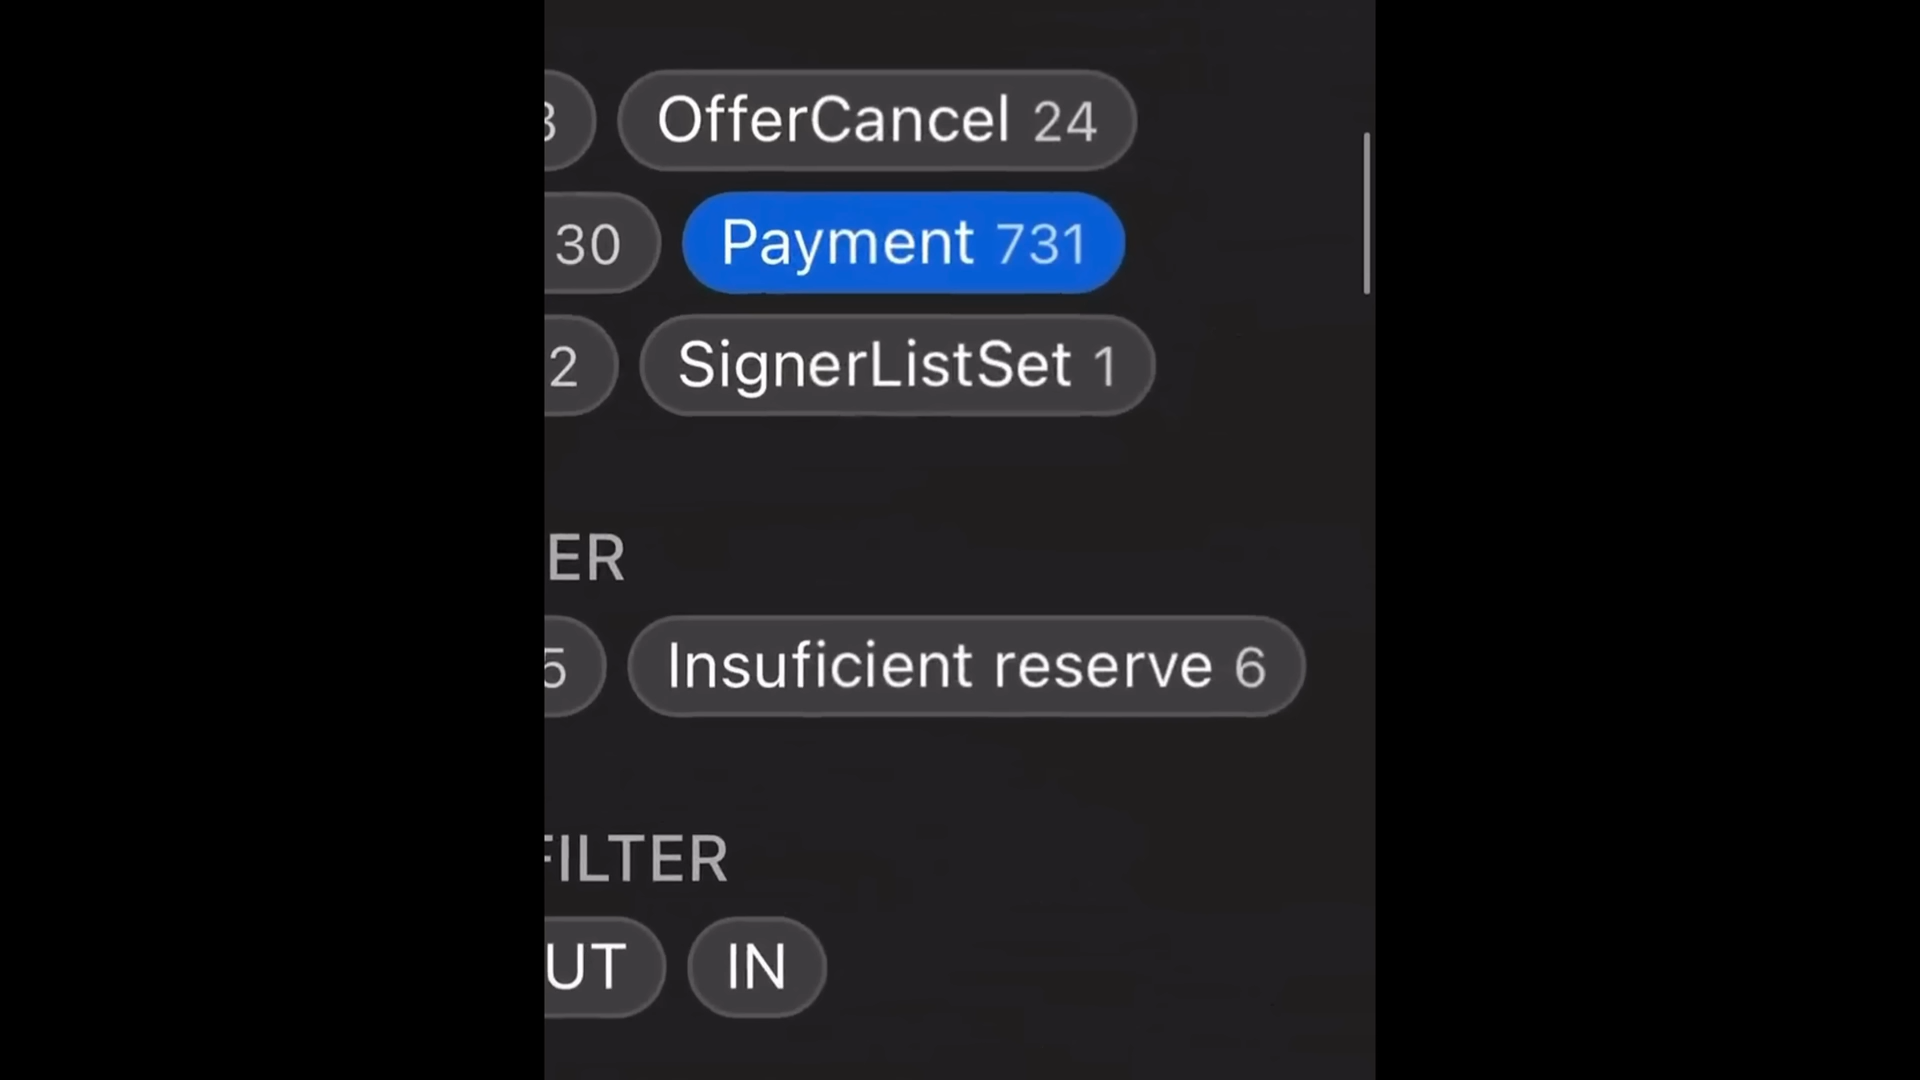 OfferCancel 24
30 Payment 731
2 SignerListSet 1
ER
5 Insuficient reserve 6
FILTER
UT IN